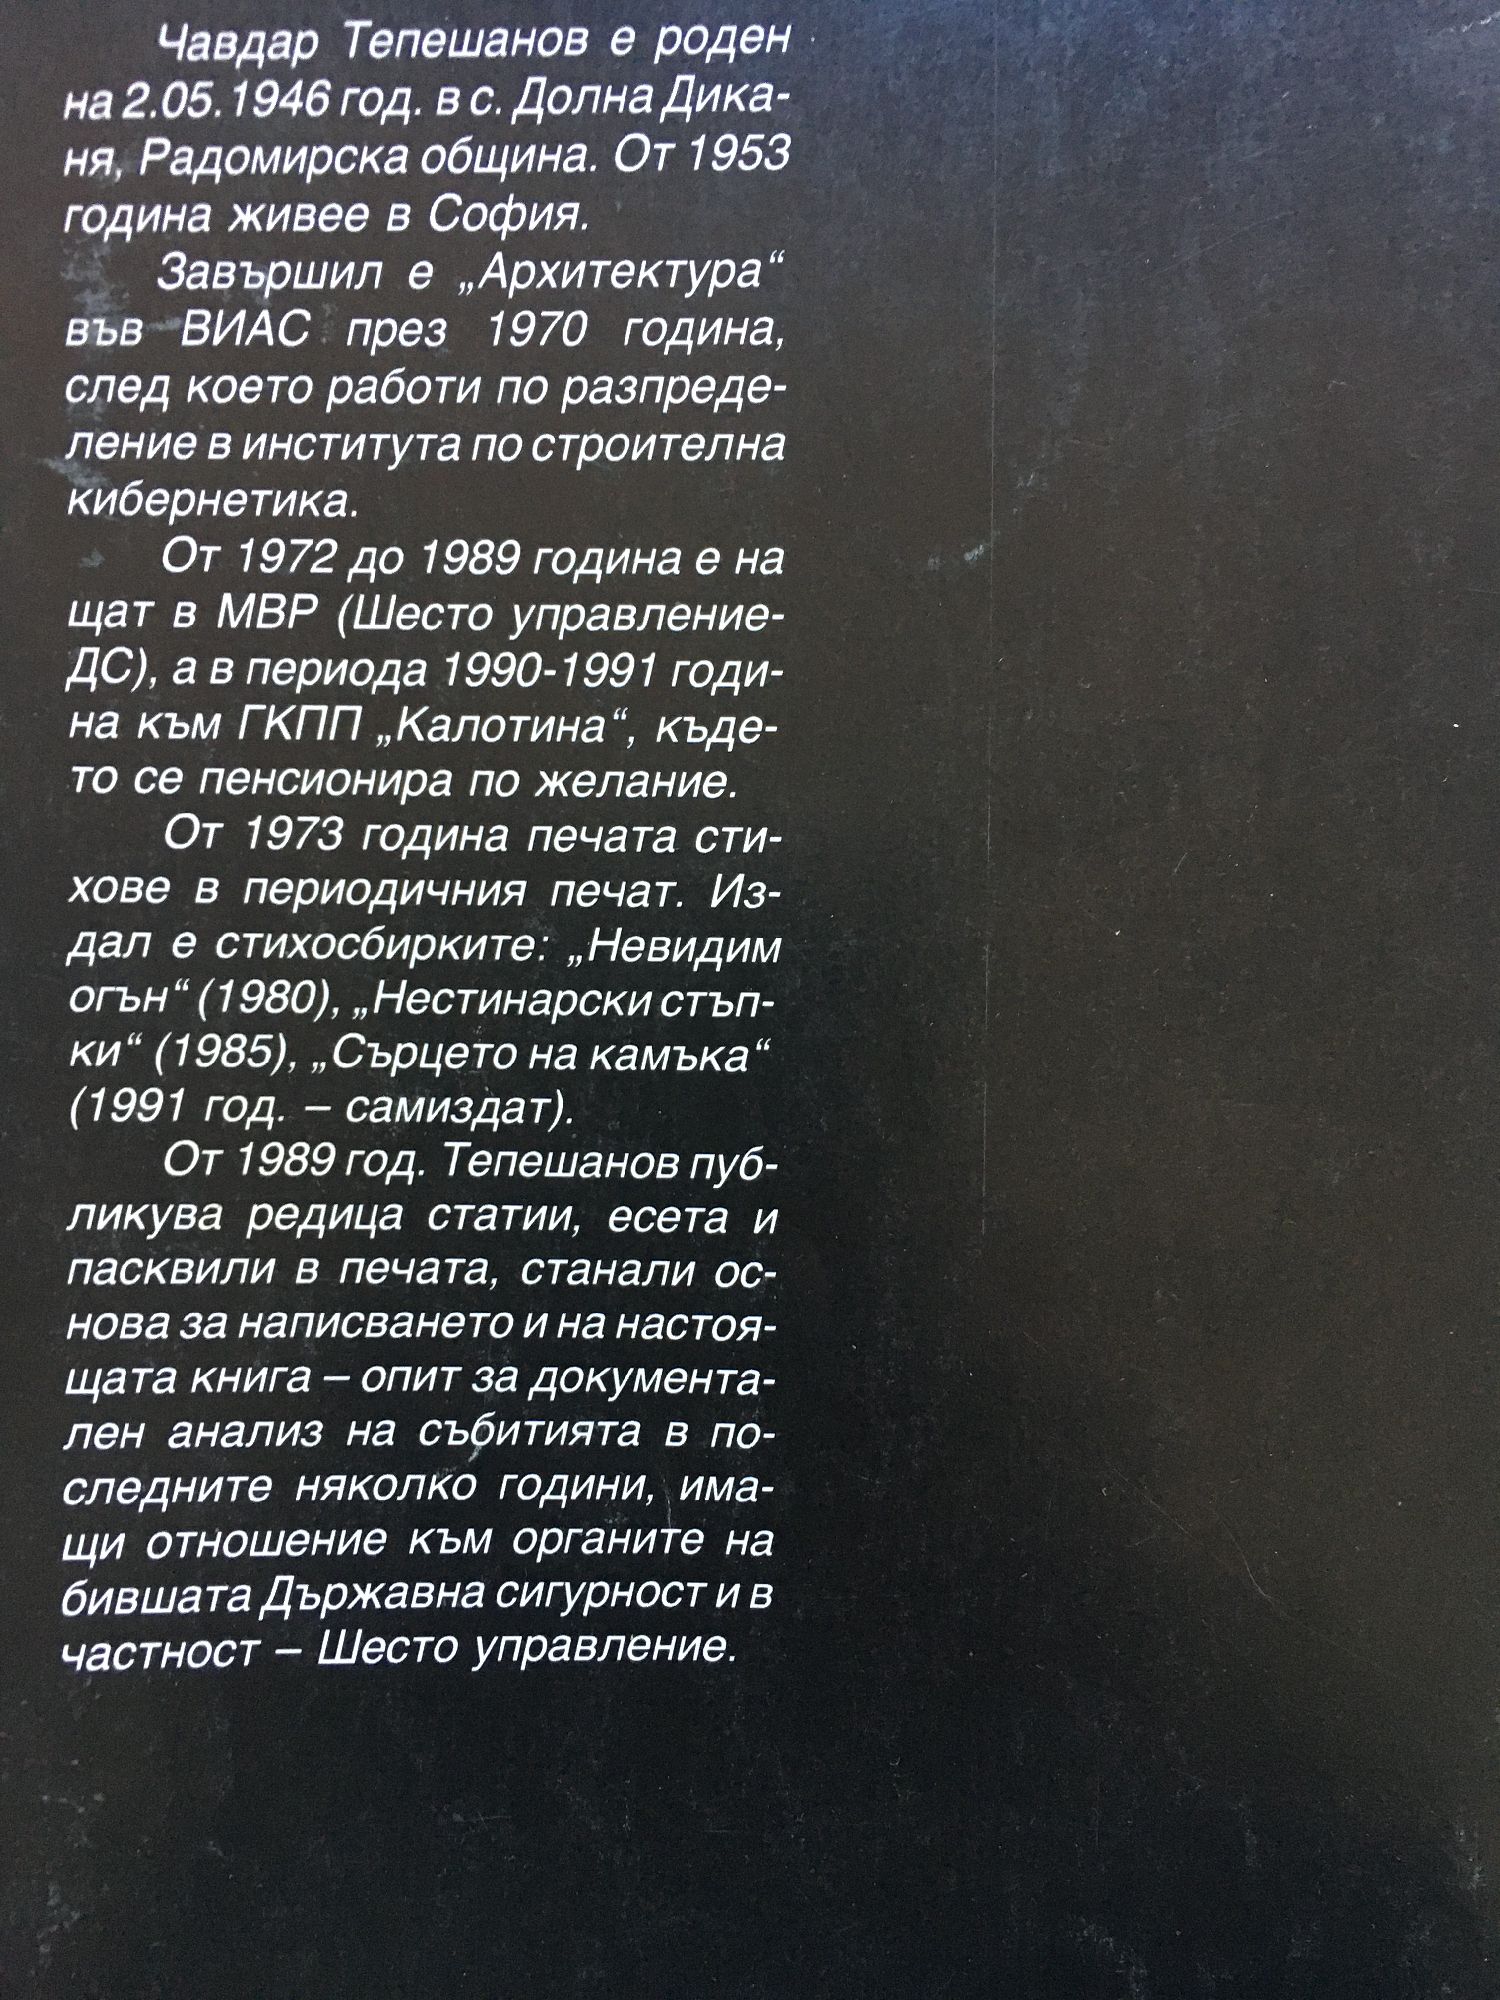 Чавдар Тепешанов е роден
на 2.05.1946 год. в с. Долна Дика-
ня, Радомирска община. От 1953
година живее в София.
Завършил е „Архитектура“
във ВИАС през 1970 година,
след което работи по разпреде-
ление в института по строителна
кибернетика.
От 1972 до 1989 година е на
щат в МВР (Шесто управление-
ДС), а в периода 1990-1991 годи-
на към ГКПП „Калотина“, къде-
то се пенсионира по желание.
От 1973 година печата сти-
хове в периодичния печат. Из-
дал е стихосбирките: „Невидим
огън“ (1980), „Нестинарски стъп-
ки“ (1985), „Сърцето на камъка“
(1991 год. – самиздат).
От 1989 год. Тепешанов пуб-
ликува редица статии, есета и
пасквили в печата, станали ос-
нова за написването и на настоя-
щата книга – опит за документа-
лен анализ на събитията в по-
следните няколко години, има-
щи отношение към органите на
бившата Държавна сигурност и в
частност – Шесто управление.